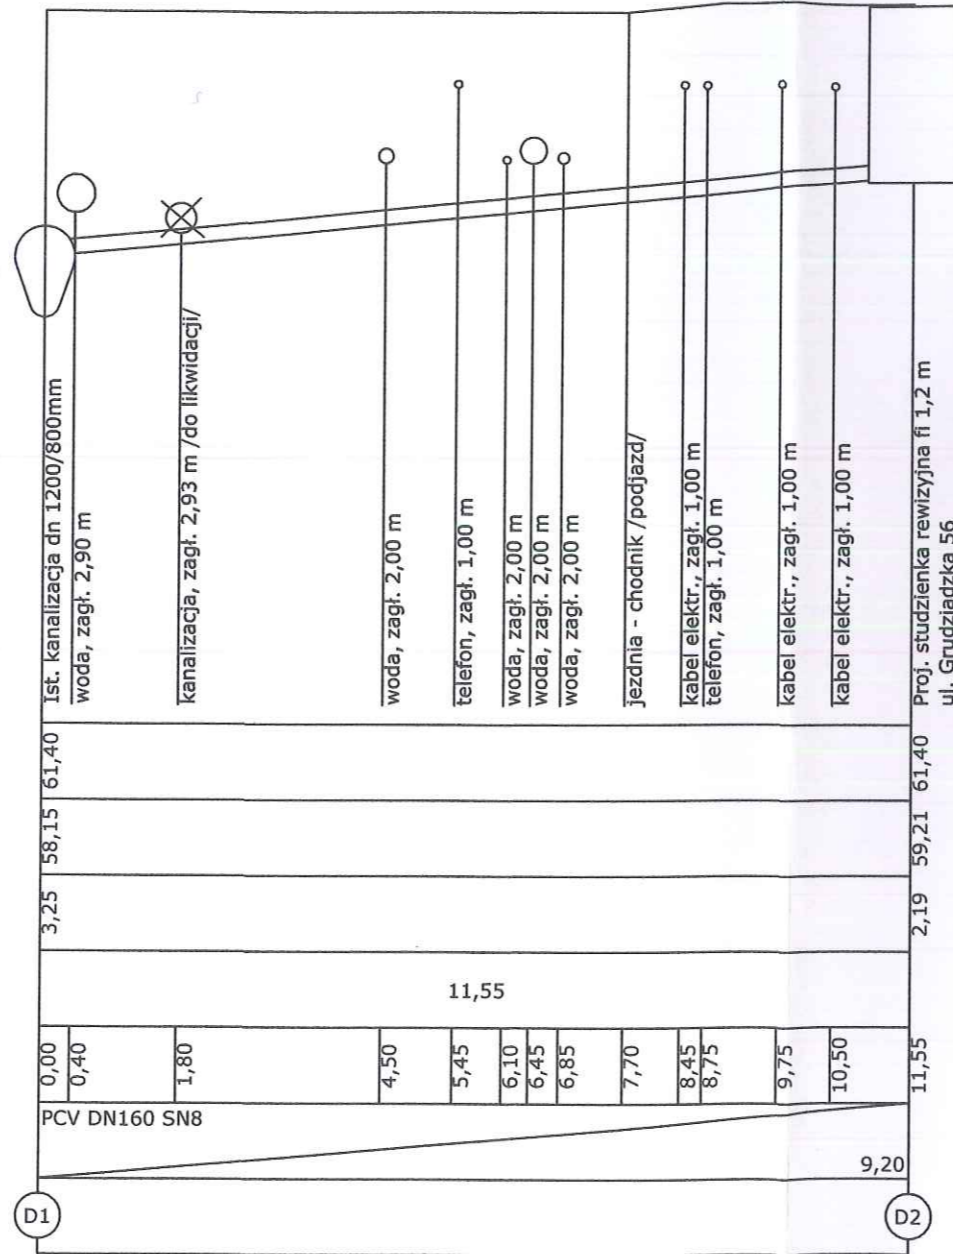 Ist. kanalizacja dn 1200/800mm
woda, zagł. 2,90 m
kanalizacja, zagł. 2,93 m /do likwidacji/
woda, zagł. 2,00 m
telefon, zagł. 1,00 m
woda, zagł. 2,00 m
woda, zagł. 2,00 m
woda, zagł. 2,00 m
jezdnia - chodnik /podjazd/
kabel elektr., zagł. 1,00 m
telefon, zagł. 1,00 m
kabel elektr., zagł. 1,00 m
kabel elektr., zagł. 1,00 m
Proj. studzienka rewizyjna fi 1,2 m
ul. Grudziądzka 56
61,40 61,40
58,15 59,21
3,25 2,19
11,55
0,00 0,40 1,80 4,50 5,45 6,10 6,45 6,85 7,70 8,45 8,75 9,75 10,50 11,55
PCV DN160 SN8
9,20
D1 D2